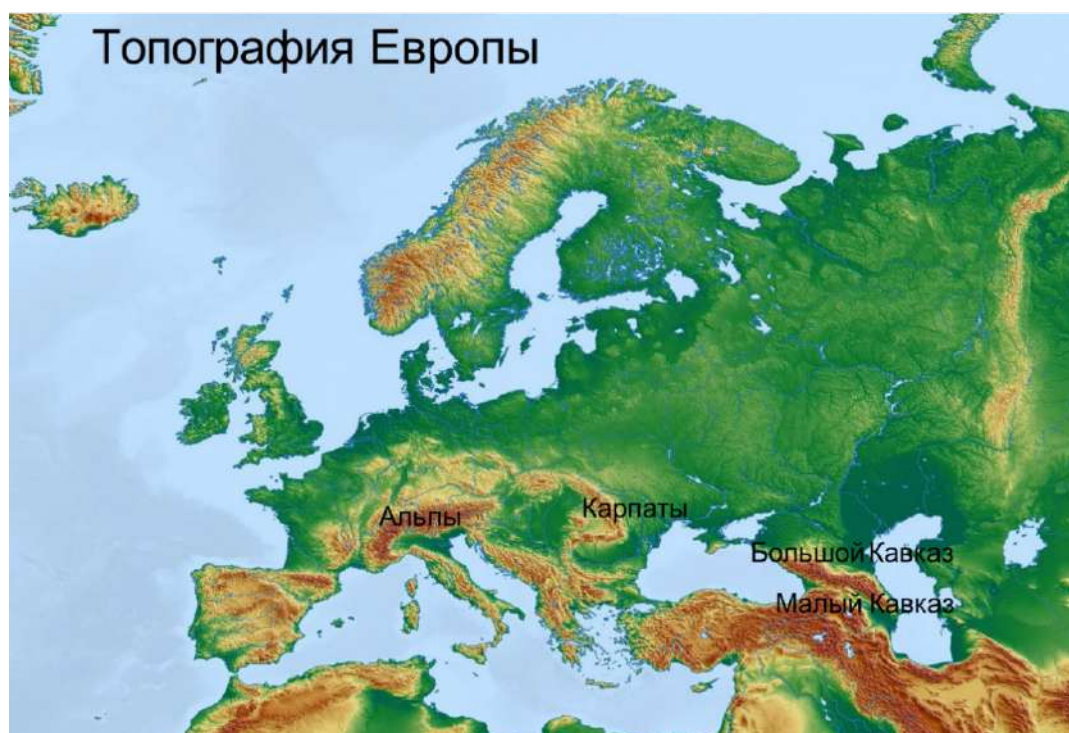 Топография Европы
Альпы
Карпаты
Большой Кавказ
Малый Кавказ